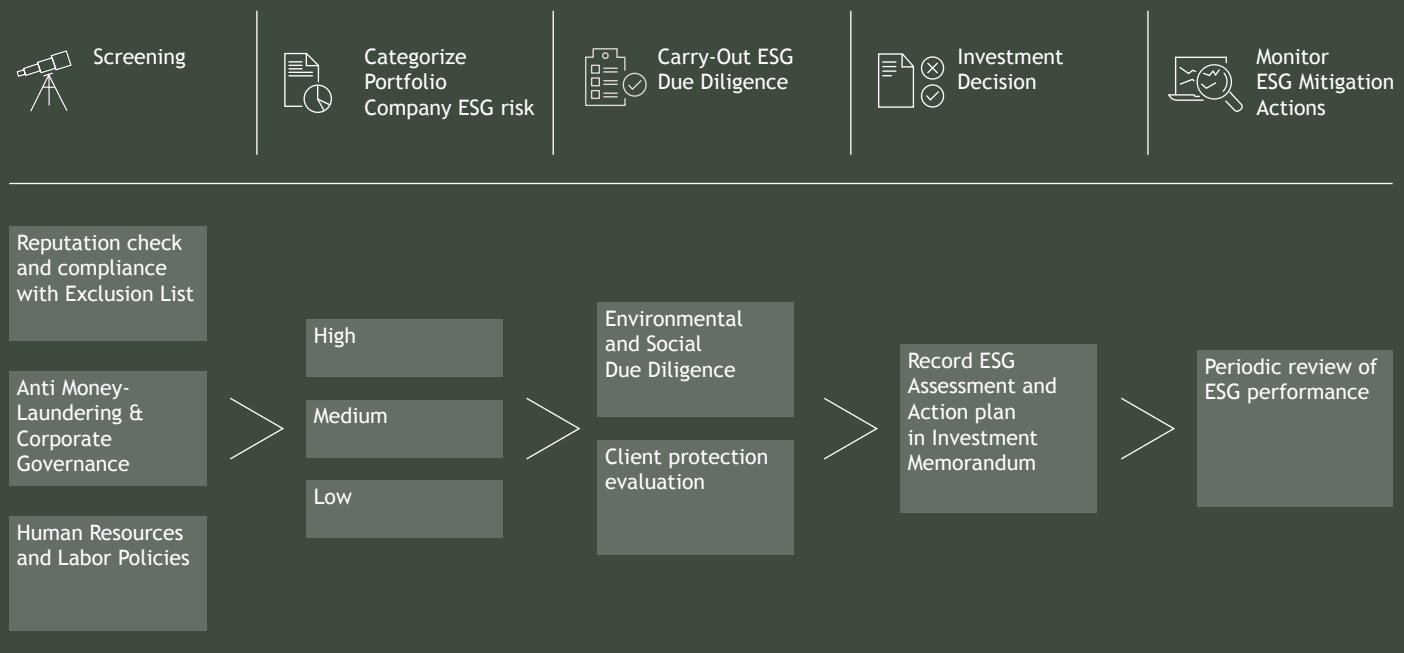 Screening
Categorize
Portfolio
Company ESG risk
Carry-Out ESG
Due Diligence
Investment
Decision
Monitor
ESG Mitigation
Actions
Reputation check
and compliance
with Exclusion List
Anti Money-
Laundering &
Corporate
Governance
Human Resources
and Labor Policies
High
Medium
Low
Environmental
and Social
Due Diligence
Client protection
evaluation
Record ESG
Assessment and
Action plan
in Investment
Memorandum
Periodic review of
ESG performance